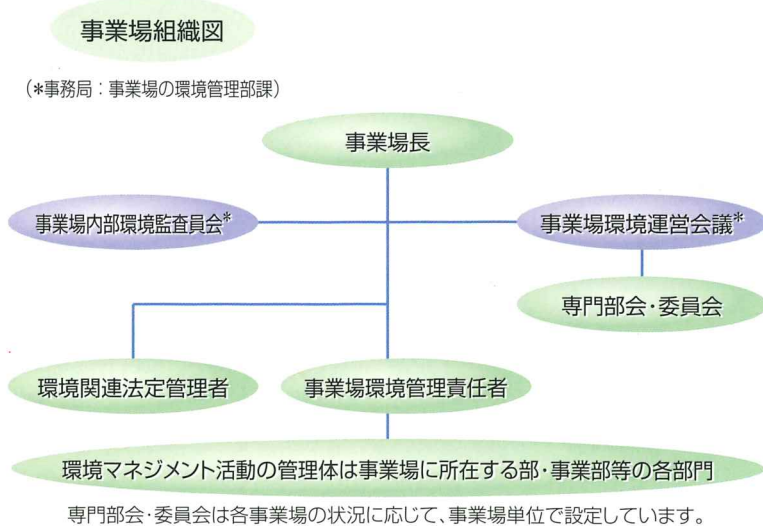 事業場組織図
(*事務局：事業場の環境管理部課)
事業場長
事業場内部環境監査員会*
事業場環境運営会議*
専門部会・委員会
環境関連法定管理者
事業場環境管理責任者
環境マネジメント活動の管理体は事業場に所在する部・事業部等の各部門
専門部会・委員会は各事業場の状況に応じて、事業場単位で設定しています。